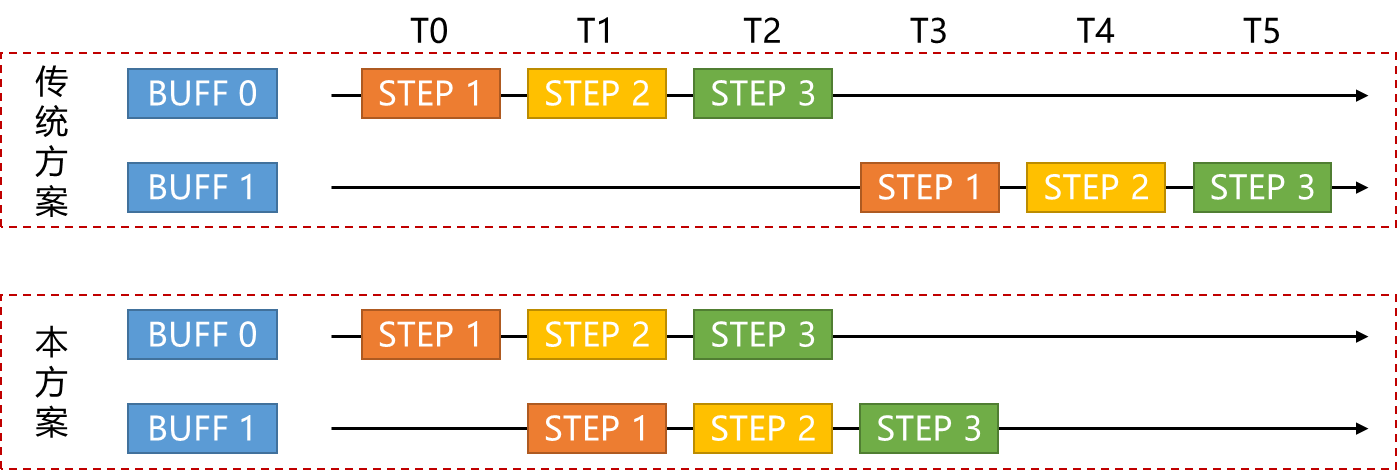 T0 T1 T2 T3 T4 T5
传统方案
BUFF 0 STEP 1 STEP 2 STEP 3
BUFF 1 STEP 1 STEP 2 STEP 3
本方案
BUFF 0 STEP 1 STEP 2 STEP 3
BUFF 1 STEP 1 STEP 2 STEP 3